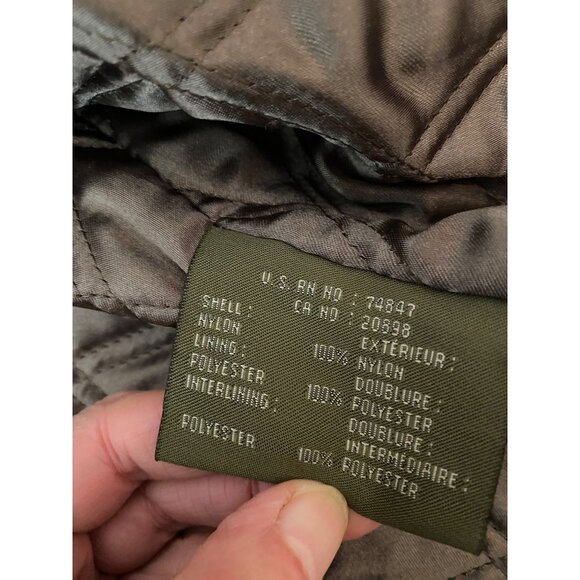 U.S. RN NO : 74847
CA NO : 20898
SHELL : EXTÉRIEUR :
NYLON 100% NYLON
LINING : DOUBLURE :
POLYESTER 100% POLYESTER
INTERLINING : DOUBLURE
INTERMÉDIAIRE :
POLYESTER 100% POLYESTER